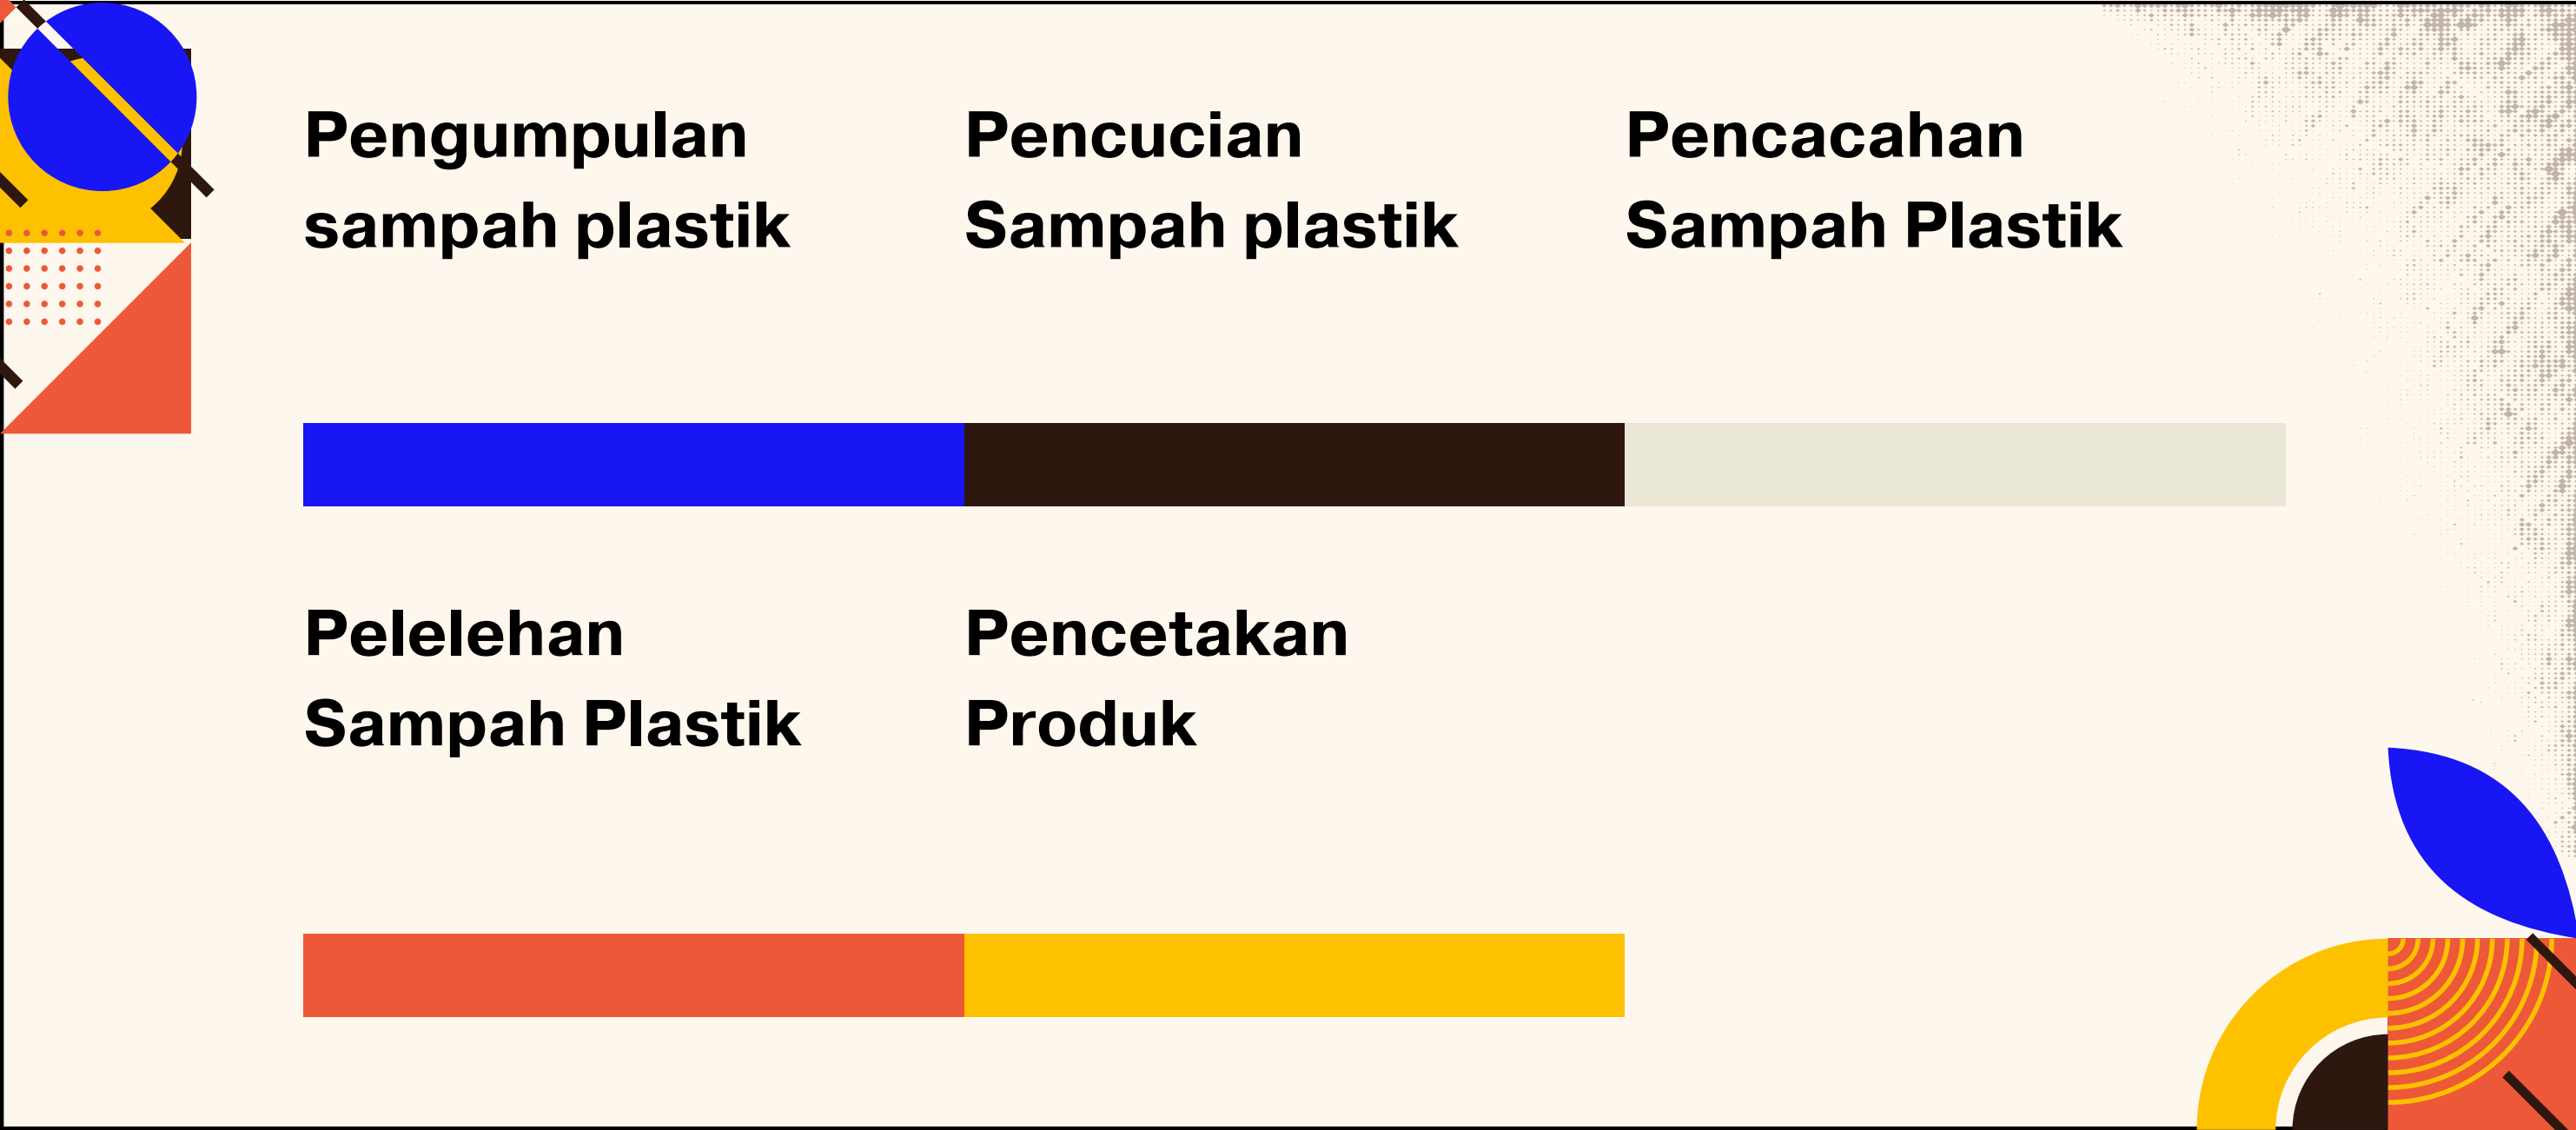 Pengumpulan
sampah plastik
Pencucian
Sampah plastik
Pencacahan
Sampah Plastik
Pelelehan
Sampah Plastik
Pencetakan
Produk